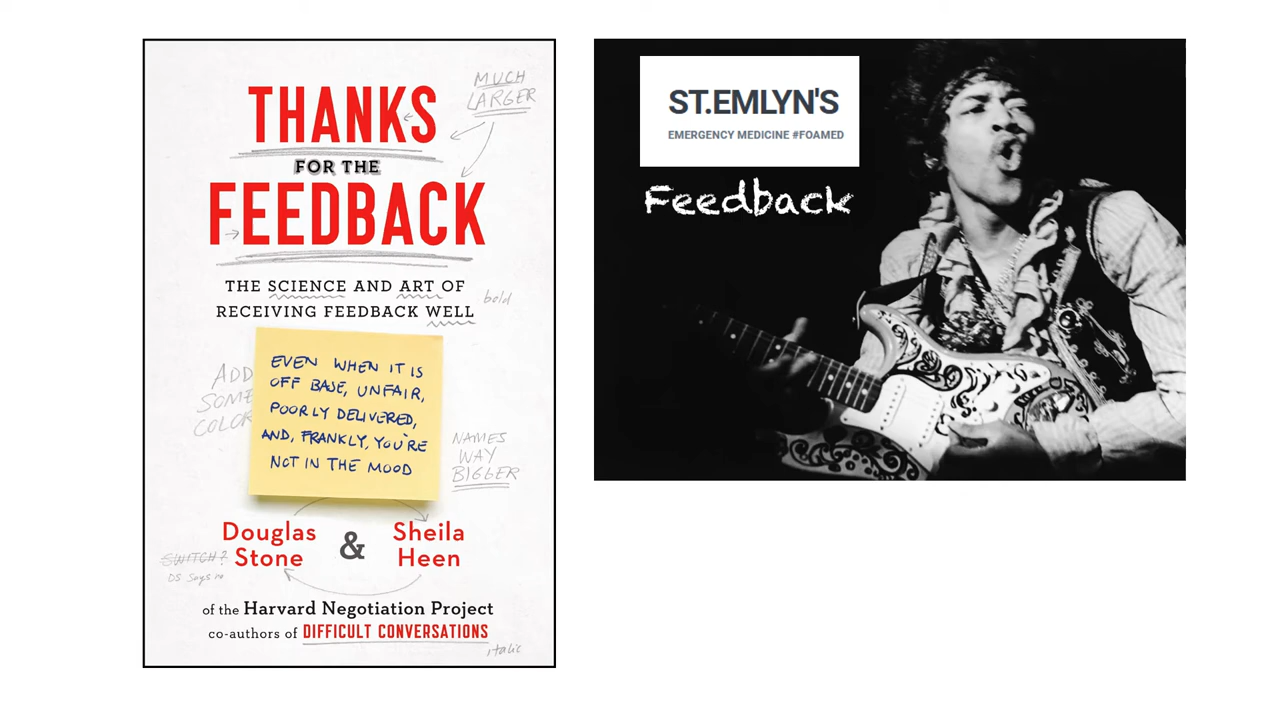 THANKS
FOR THE
FEEDBACK
MUCH
LARGER
THE SCIENCE AND ART OF
RECEIVING FEEDBACK WELL
bold
EVEN WHEN IT IS
OFF BASE, UNFAIR,
POORLY DELIVERED,
AND, FRANKLY, YOU'RE
NOT IN THE MOOD
ADD
SOME
COLOR
NAMES
WAY
BIGGER
Douglas
Stone
&
Sheila
Heen
SWITCH?
DS Says no
of the Harvard Negotiation Project
co-authors of DIFFICULT CONVERSATIONS
italic
ST.EMLYN'S
EMERGENCY MEDICINE #FOAMED
Feedback